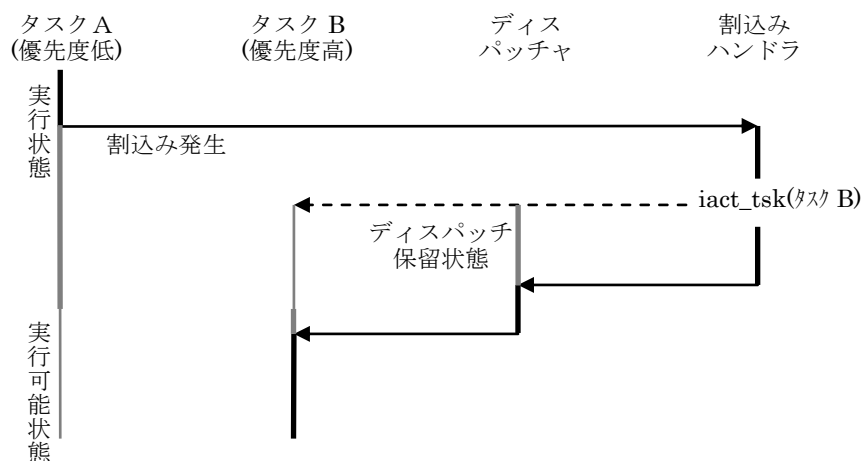 タスク A
(優先度低)
タスク B
(優先度高)
ディス
パッチャ
割込み
ハンドラ
実行状態
割込み発生
iact_tsk(ﾀｽｸ B)
ディスパッチ
保留状態
実行可能状態